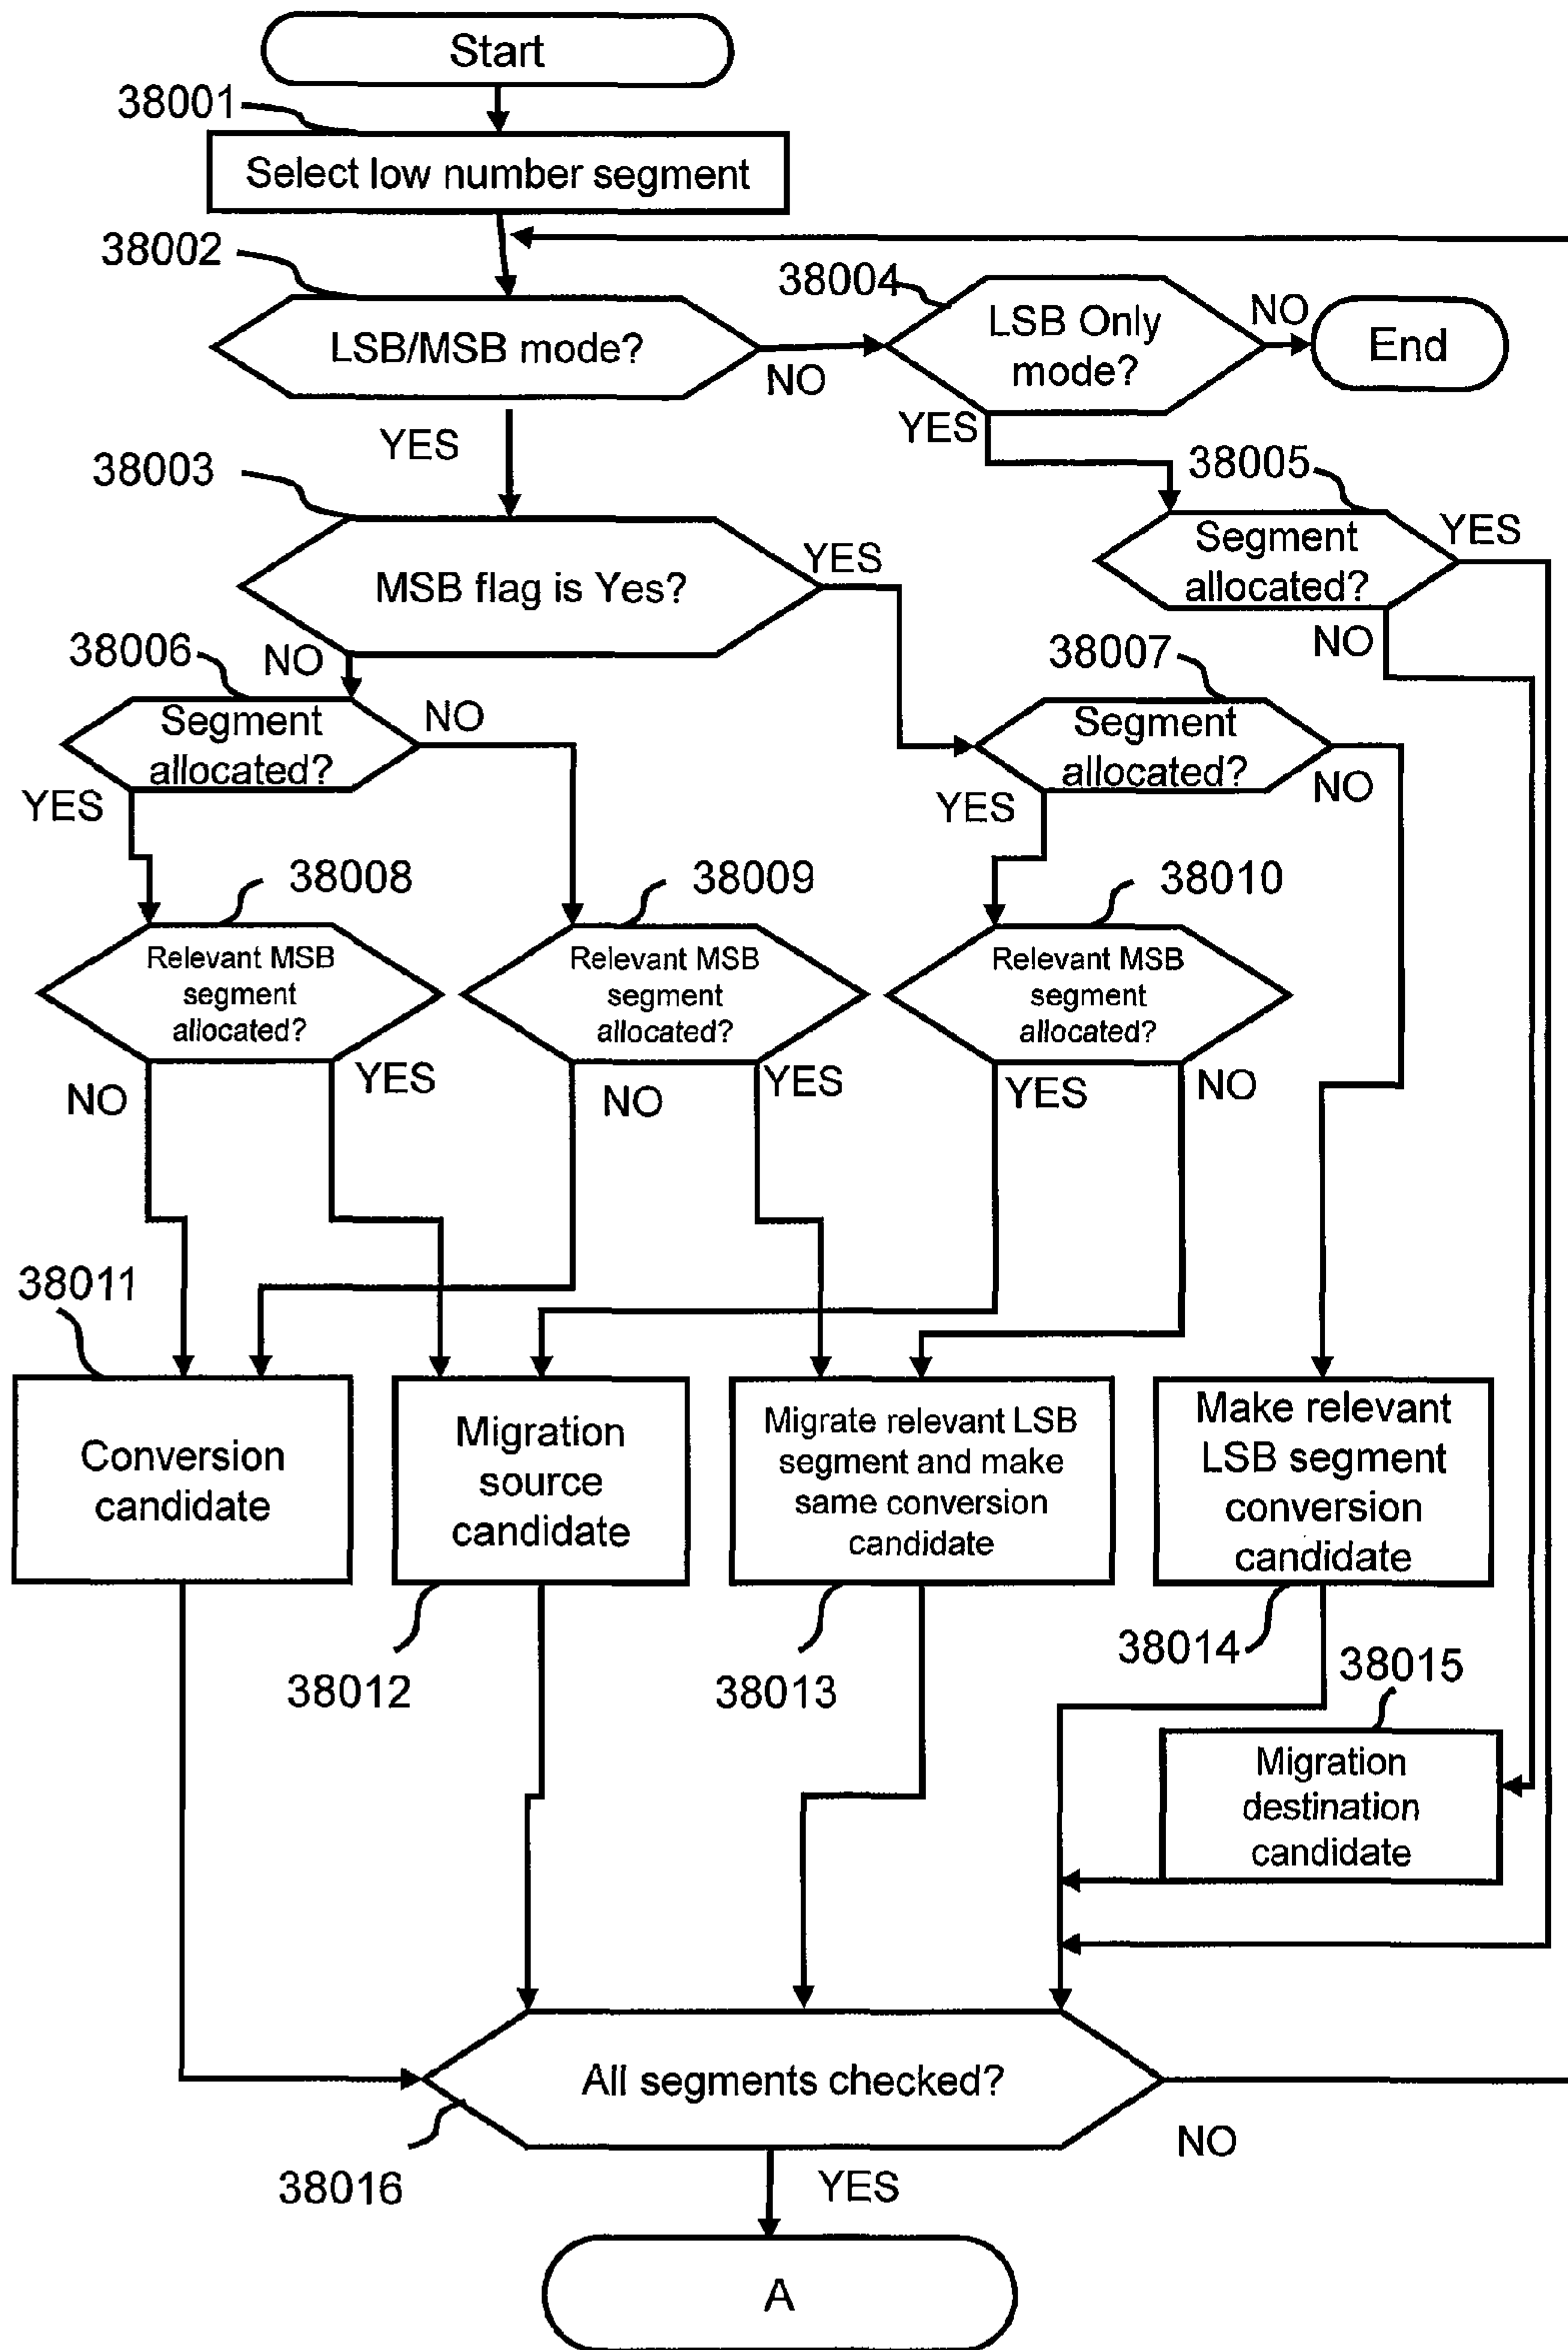 Start
38001
Select low number segment
38002
38004
LSB/MSB mode?
NO
LSB Only
mode?
NO
End
YES
YES
38003
38005
MSB flag is Yes?
YES
Segment
allocated?
YES
NO
38006
NO
38007
Segment
allocated?
NO
YES
Segment
allocated?
NO
YES
38008
38009
38010
Relevant MSB
segment
allocated?
Relevant MSB
segment
allocated?
Relevant MSB
segment
allocated?
NO
YES
NO
YES
YES
NO
38011
Conversion
candidate
Migration
source
candidate
Migrate relevant LSB
segment and make
same conversion
candidate
Make relevant
LSB segment
conversion
candidate
38012
38013
38014
38015
Migration
destination
candidate
All segments checked?
NO
38016
YES
A